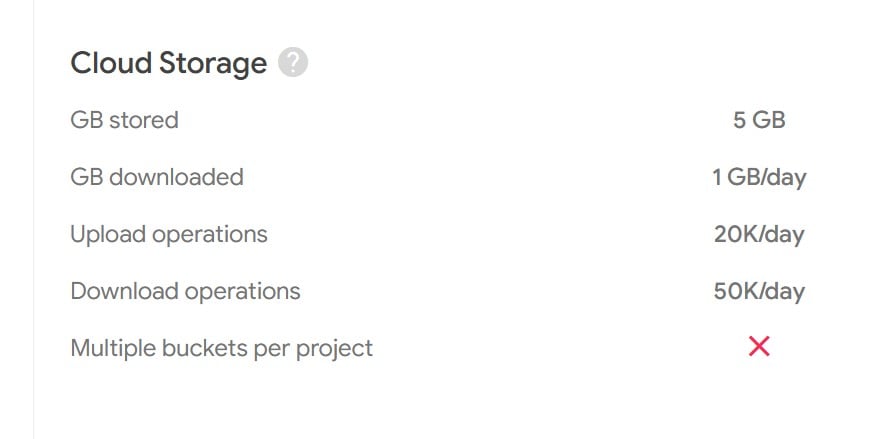 Cloud Storage ?
GB stored 5 GB
GB downloaded 1 GB/day
Upload operations 20K/day
Download operations 50K/day
Multiple buckets per project